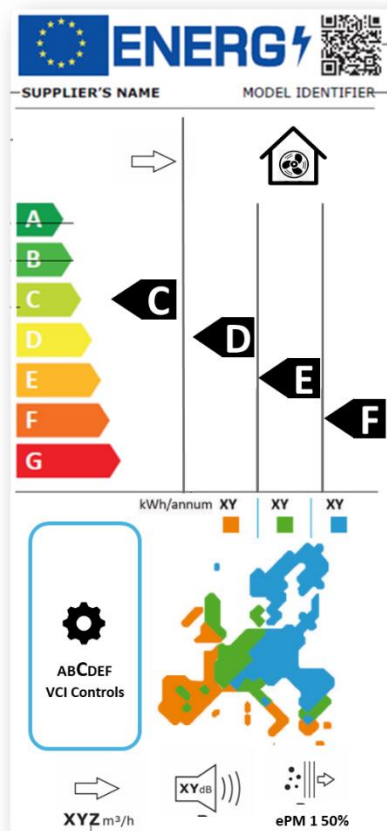 ENERG
SUPPLIER'S NAME MODEL IDENTIFIER
A
B
C
D
E
F
G
C
D
E
F
kWh/annum XY XY XY
ABCDEF
VCI Controls
XYZ m³/h
XYdB
ePM 1 50%